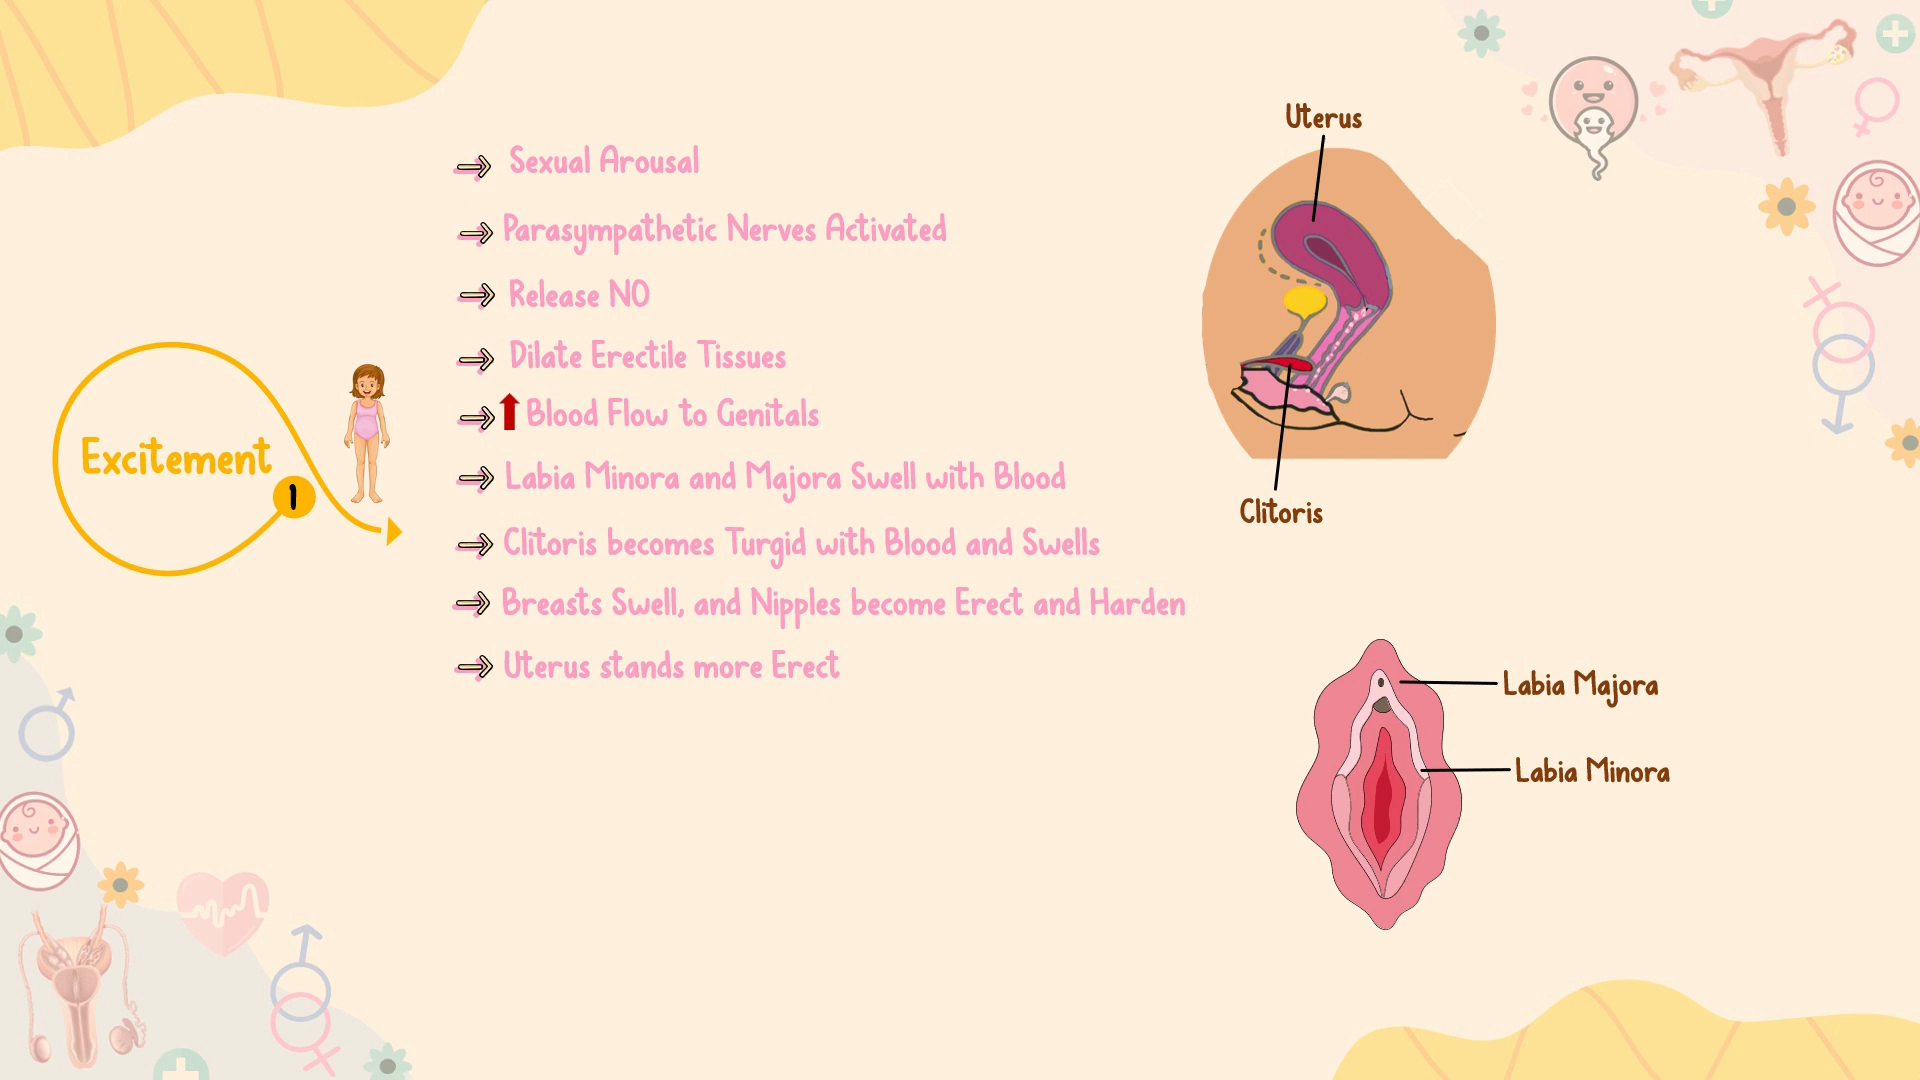 Excitement
1
Sexual Arousal
Parasympathetic Nerves Activated
Release NO
Dilate Erectile Tissues
Blood Flow to Genitals
Labia Minora and Majora Swell with Blood
Clitoris becomes Turgid with Blood and Swells
Breasts Swell, and Nipples become Erect and Harden
Uterus stands more Erect
Uterus
Clitoris
Labia Majora
Labia Minora